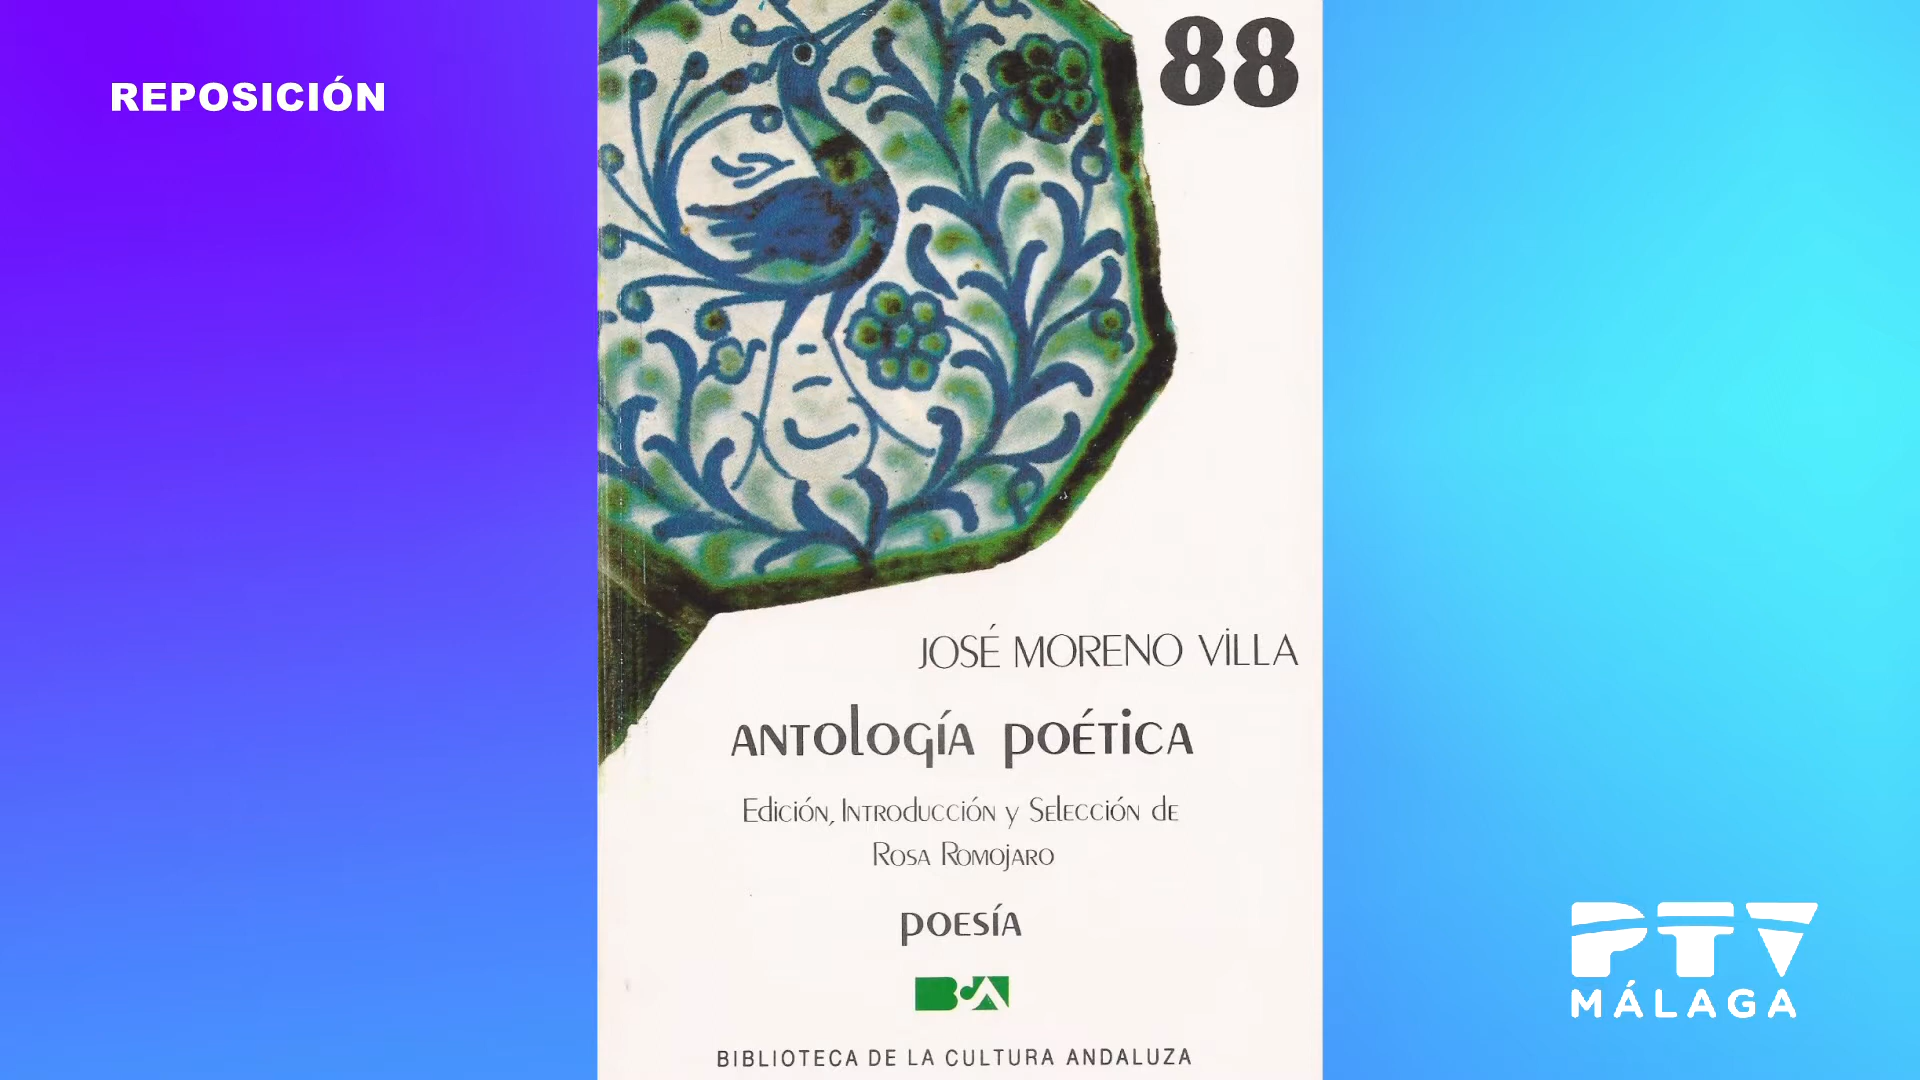 REPOSICIÓN
88
JOSÉ MORENO VILLA
ANTOLOGÍA POÉTICA
Edición, Introducción y Selección de
Rosa Romojaro
POESÍA
BCA
BIBLIOTECA DE LA CULTURA ANDALUZA
PTV
MÁLAGA